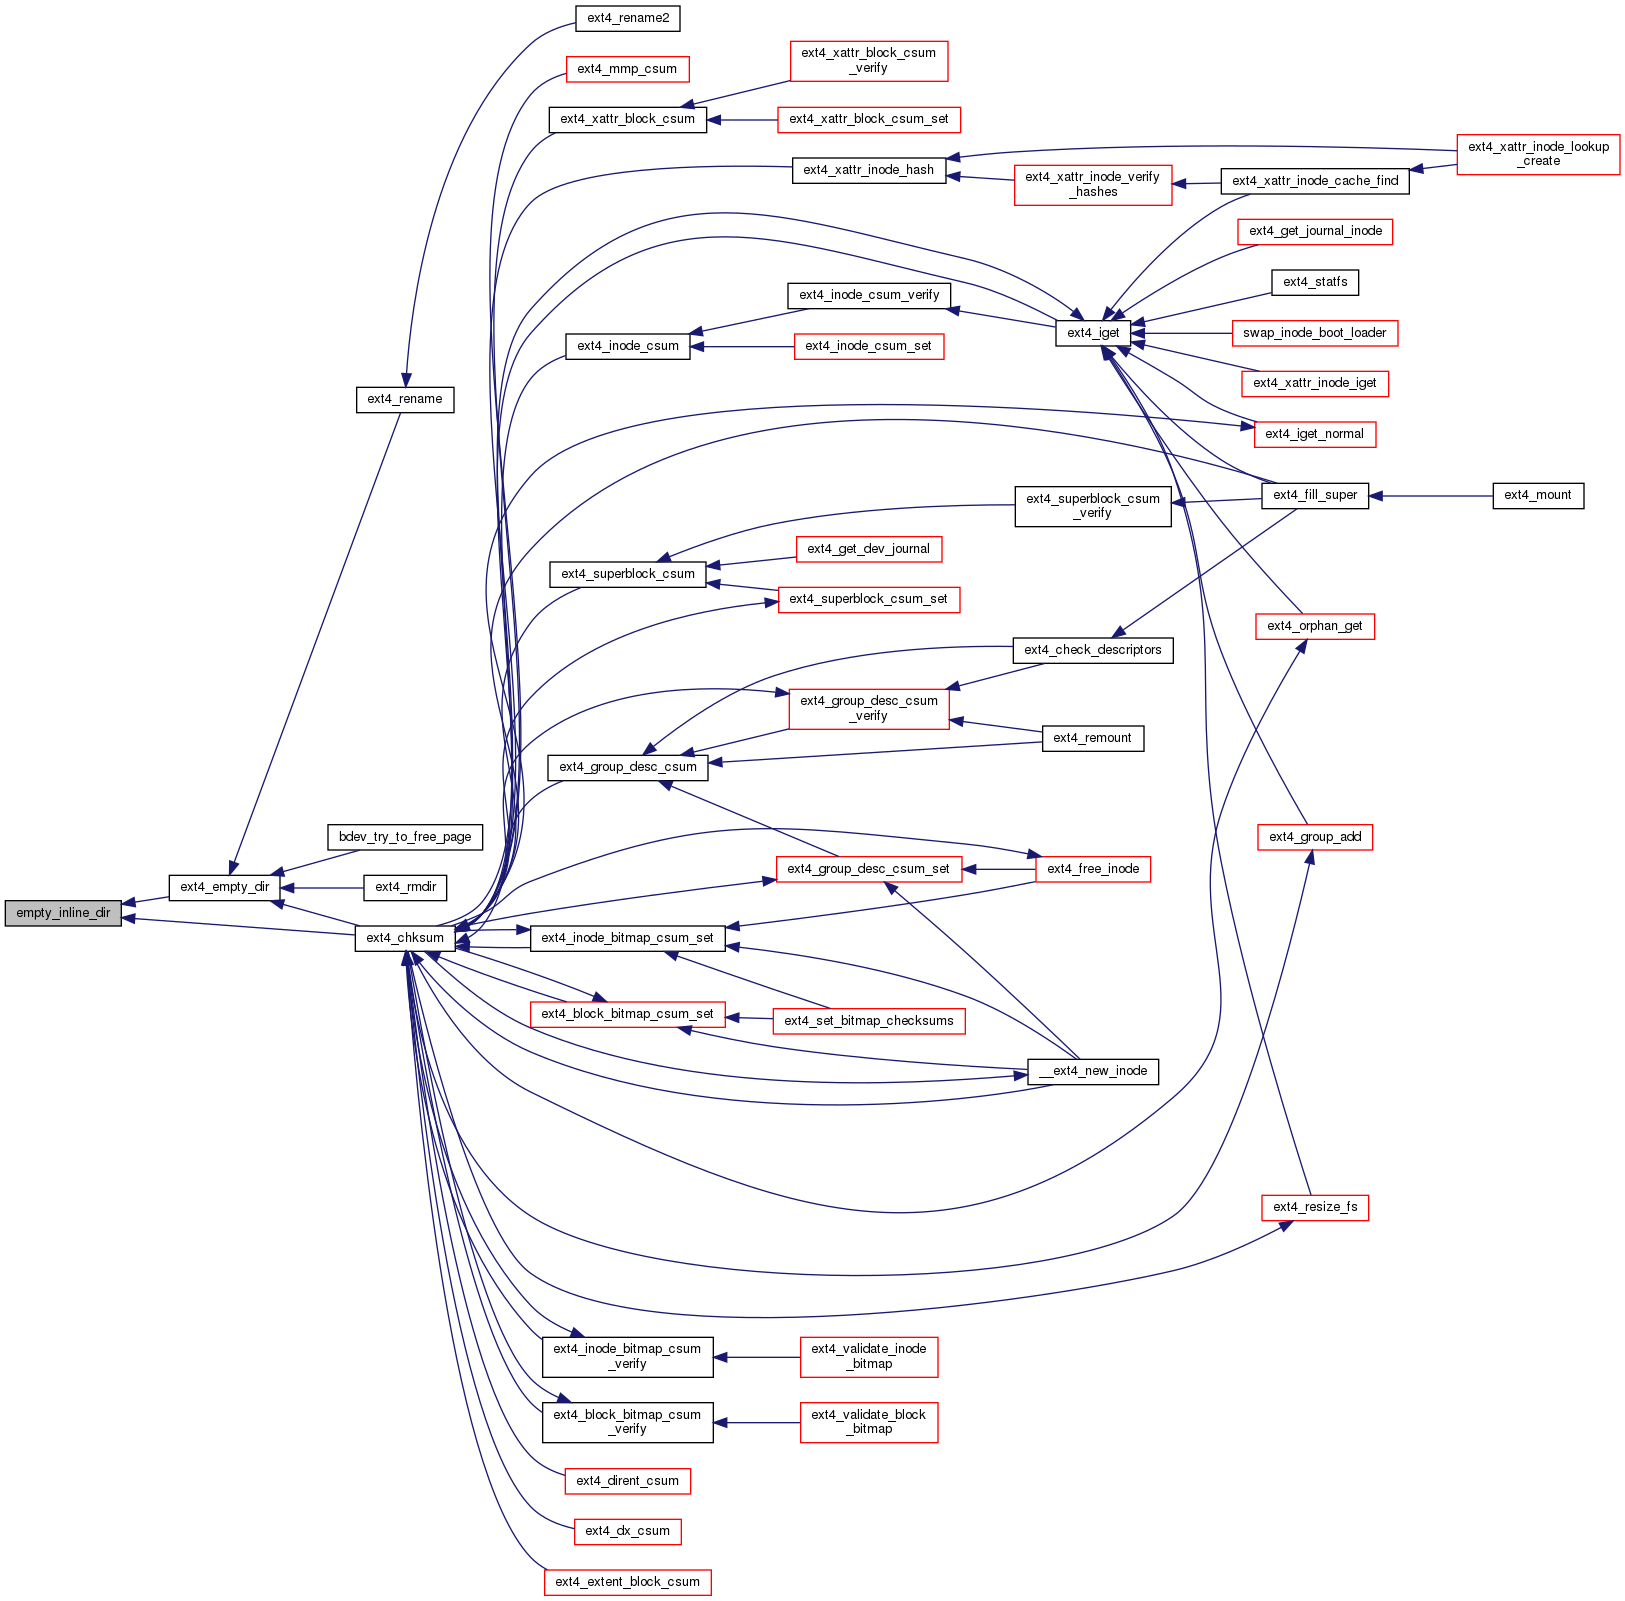 ext4_rename2
ext4_mmp_csum
ext4_xattr_block_csum
_verify
ext4_xattr_block_csum
ext4_xattr_block_csum_set
ext4_xattr_inode_hash
ext4_xattr_inode_lookup
_create
ext4_xattr_inode_verify
_hashes
ext4_xattr_inode_cache_find
ext4_get_journal_inode
ext4_statfs
ext4_inode_csum_verify
ext4_iget
swap_inode_boot_loader
ext4_inode_csum
ext4_inode_csum_set
ext4_xattr_inode_iget
ext4_rename
ext4_iget_normal
ext4_superblock_csum
_verify
ext4_fill_super
ext4_mount
ext4_get_dev_journal
ext4_superblock_csum
ext4_superblock_csum_set
ext4_orphan_get
ext4_check_descriptors
ext4_group_desc_csum
_verify
ext4_remount
ext4_group_desc_csum
bdev_try_to_free_page
ext4_group_add
ext4_group_desc_csum_set
ext4_free_inode
ext4_empty_dir
ext4_rmdir
empty_inline_dir
ext4_chksum
ext4_inode_bitmap_csum_set
ext4_block_bitmap_csum_set
ext4_set_bitmap_checksums
__ext4_new_inode
ext4_resize_fs
ext4_inode_bitmap_csum
_verify
ext4_validate_inode
_bitmap
ext4_block_bitmap_csum
_verify
ext4_validate_block
_bitmap
ext4_dirent_csum
ext4_dx_csum
ext4_extent_block_csum